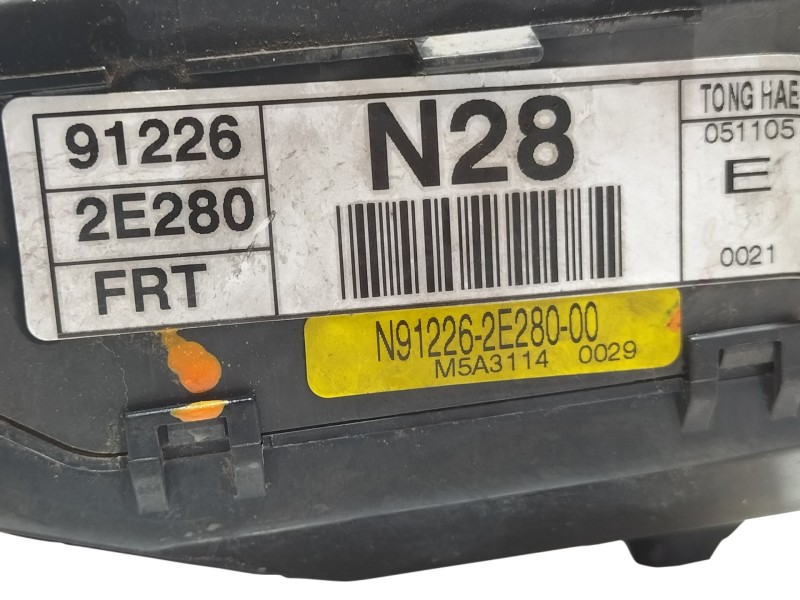 91226
2E280
FRT
N28
TONG HAE
051105
E
0021
N91226-2E280-00
M5A3114 0029